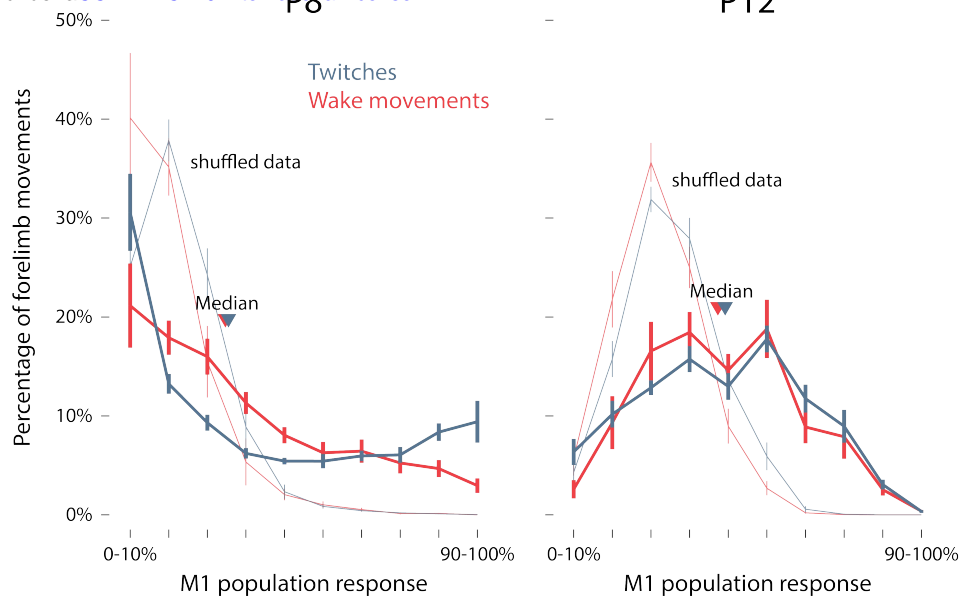 P8
P12
50%
40%
30%
20%
10%
0%
Percentage of forelimb movements
Twitches
Wake movements
shuffled data
Median
0-10%
90-100%
M1 population response
shuffled data
Median
0-10%
90-100%
M1 population response